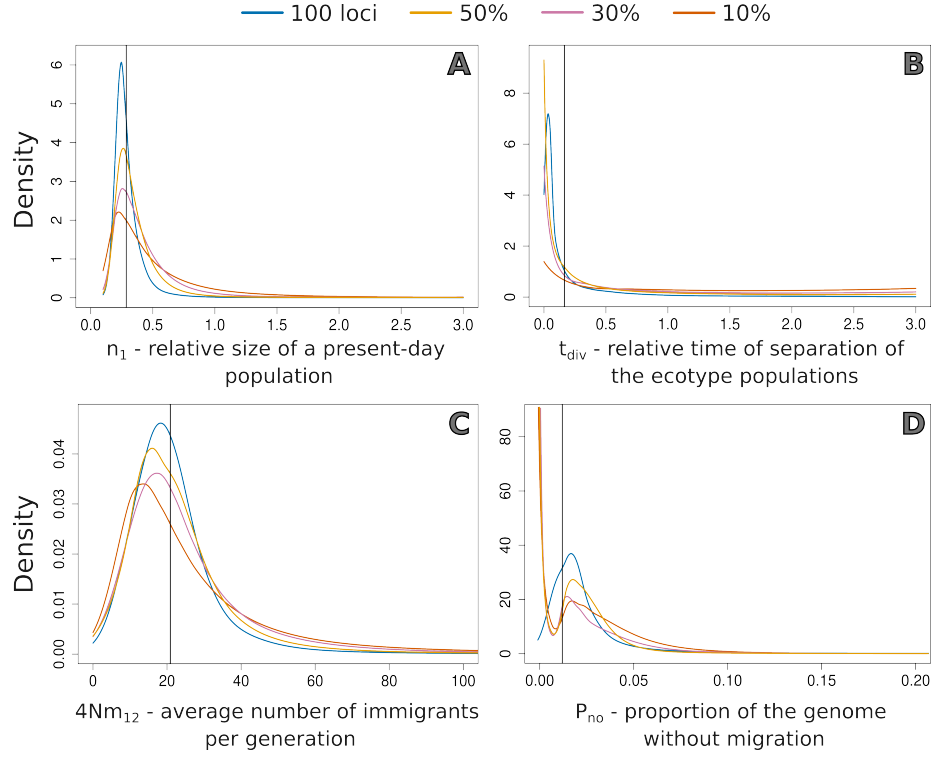 100 loci 50% 30% 10%
A
Density
0 1 2 3 4 5 6
0.0 0.5 1.0 1.5 2.0 2.5 3.0
n₁ - relative size of a present-day
population
B
0 2 4 6 8
0.0 0.5 1.0 1.5 2.0 2.5 3.0
t_div - relative time of separation of
the ecotype populations
C
Density
0.00 0.01 0.02 0.03 0.04
0 20 40 60 80 100
4Nm₁₂ - average number of immigrants
per generation
D
0 20 40 60 80
0.00 0.05 0.10 0.15 0.20
P_no - proportion of the genome
without migration